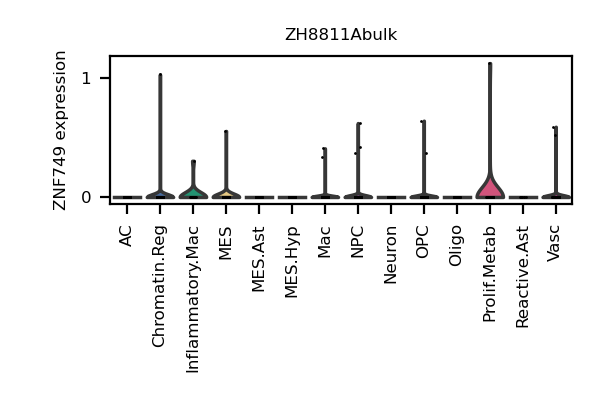 ZH8811Abulk
ZNF749 expression
1
0
AC
Chromatin.Reg
Inflammatory.Mac
MES
MES.Ast
MES.Hyp
Mac
NPC
Neuron
OPC
Oligo
Prolif.Metab
Reactive.Ast
Vasc